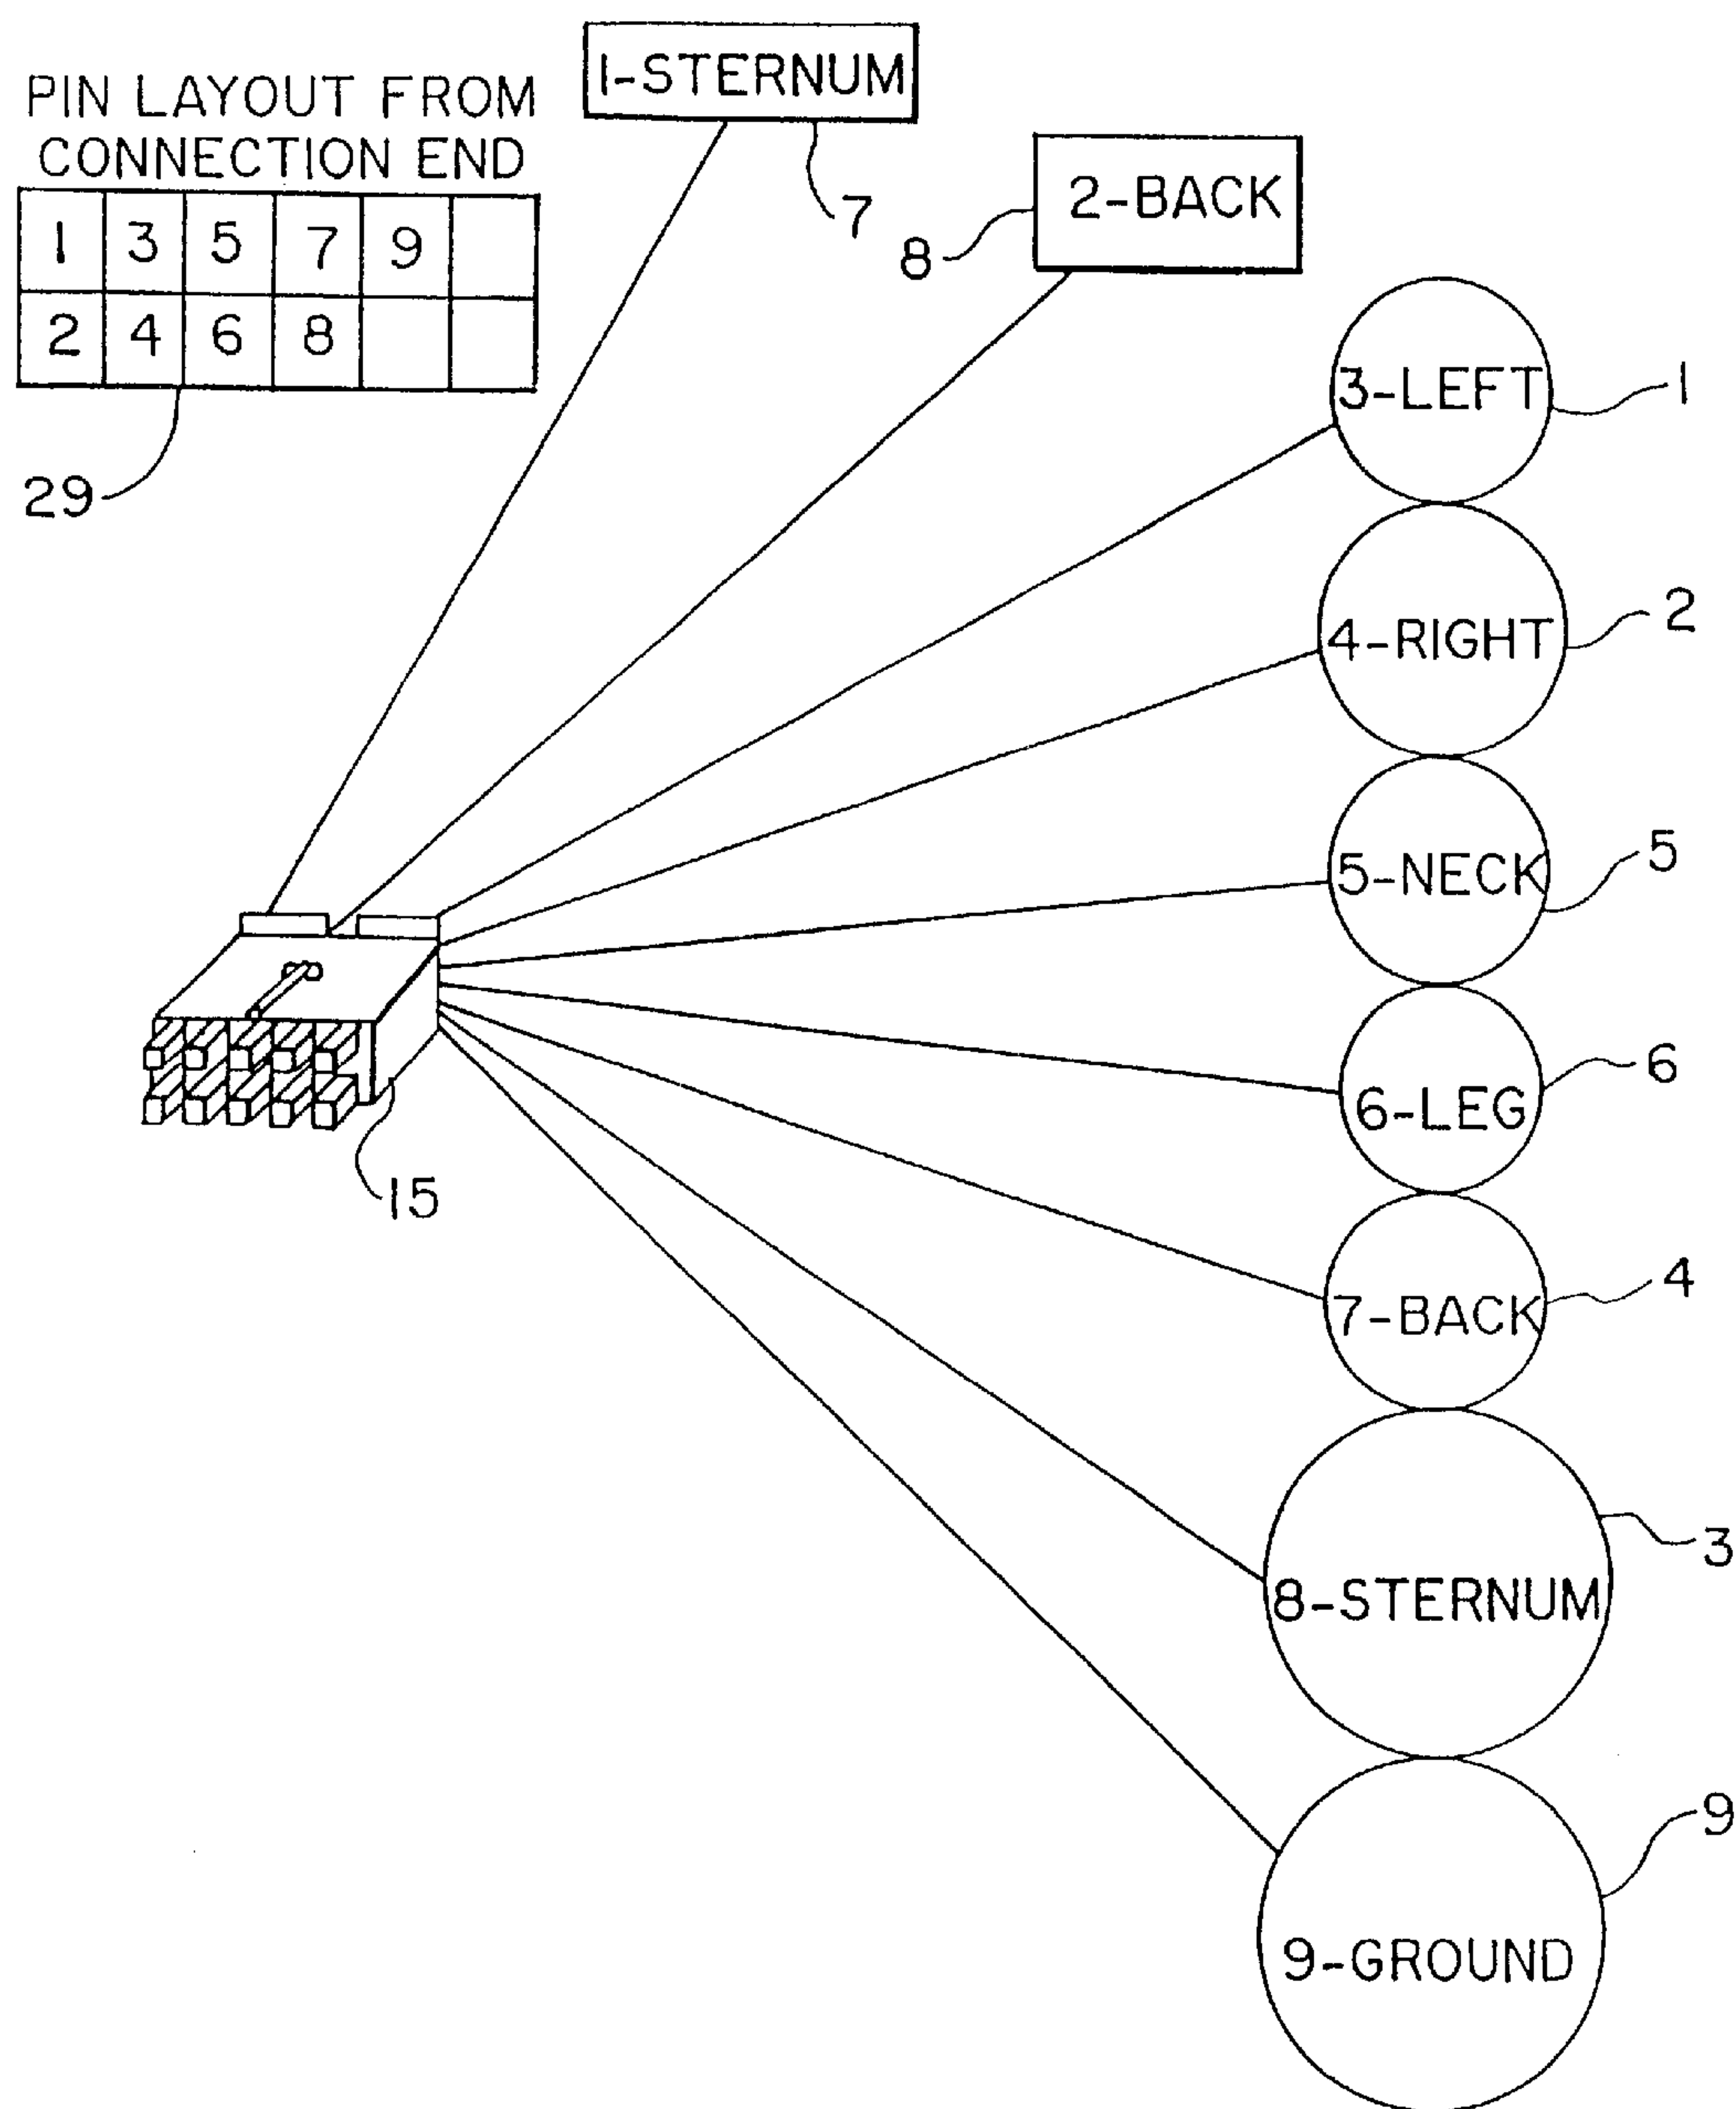 PIN LAYOUT FROM
CONNECTION END
1 3 5 7 9
2 4 6 8
29
1-STERNUM
7
2-BACK
8
3-LEFT
1
4-RIGHT
2
5-NECK
5
6-LEG
6
7-BACK
4
8-STERNUM
3
9-GROUND
9
15